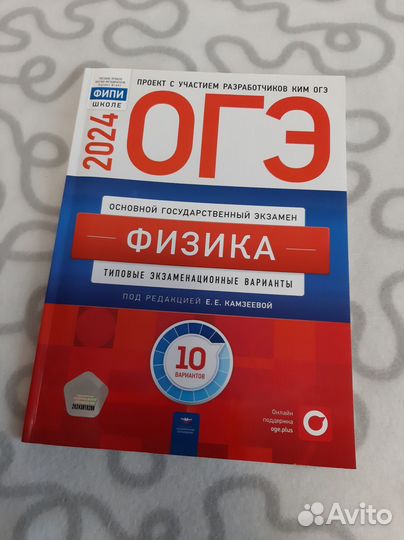 ПРОЕКТ С УЧАСТИЕМ РАЗРАБОТЧИКОВ КИМ ОГЭ
ФИПИ
ШКОЛЕ
2024
ОГЭ
ОСНОВНОЙ ГОСУДАРСТВЕННЫЙ ЭКЗАМЕН
ФИЗИКА
ТИПОВЫЕ ЭКЗАМЕНАЦИОННЫЕ ВАРИАНТЫ
ПОД РЕДАКЦИЕЙ Е. Е. КАМЗЕЕВОЙ
10
ВАРИАНТОВ
Онлайн
поддержка
oge.plus
Avito